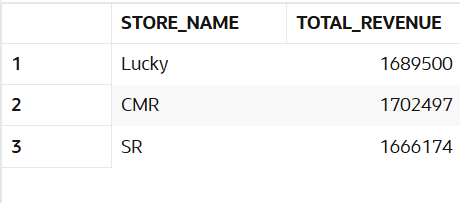 STORE_NAME TOTAL_REVENUE
1 Lucky 1689500
2 CMR 1702497
3 SR 1666174